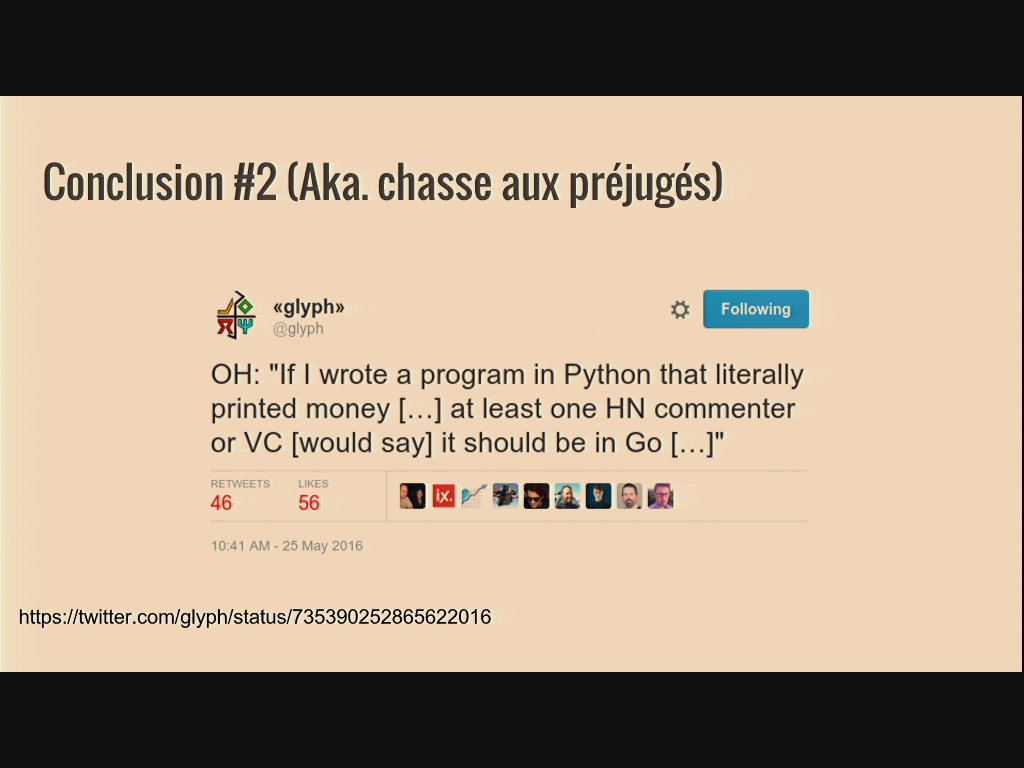 Conclusion #2 (Aka. chasse aux préjugés)
«glyph»
@glyph
Following
OH: "If I wrote a program in Python that literally
printed money […] at least one HN commenter
or VC [would say] it should be in Go […]"
RETWEETS
46
LIKES
56
ix.
10:41 AM - 25 May 2016
https://twitter.com/glyph/status/735390252865622016